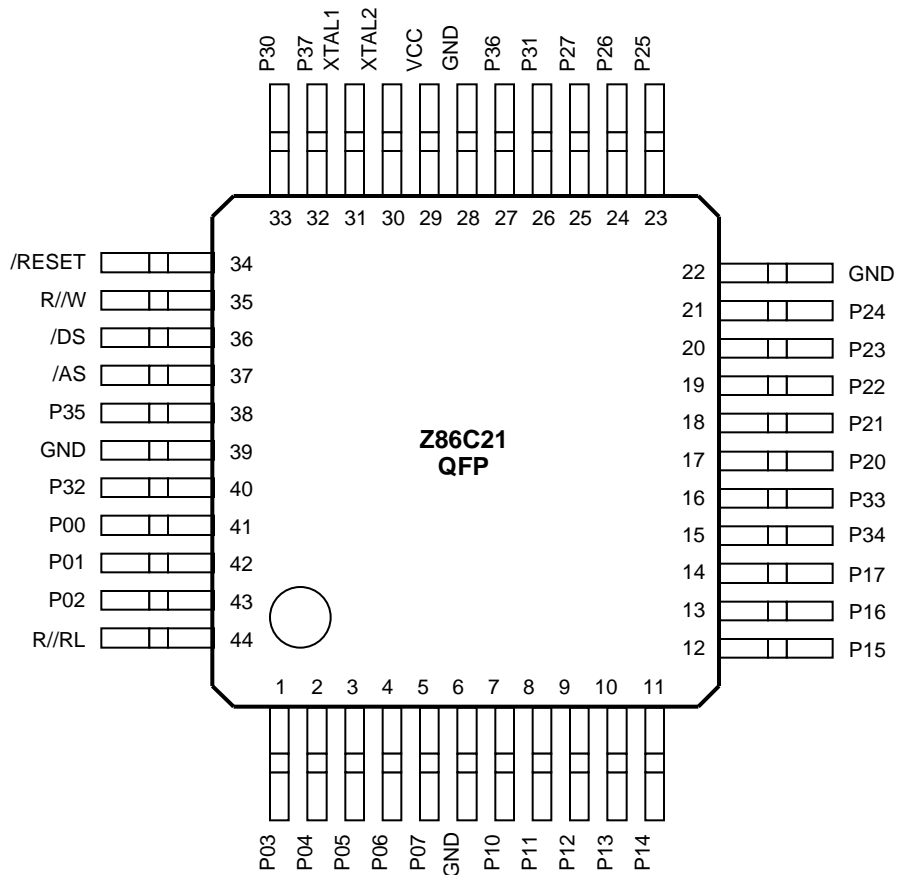 P30 P37 XTAL1 XTAL2 VCC GND P36 P31 P27 P26 P25
33 32 31 30 29 28 27 26 25 24 23
/RESET 34
R//W 35
/DS 36
/AS 37
P35 38
GND 39
P32 40
P00 41
P01 42
P02 43
R//RL 44
Z86C21
QFP
22 GND
21 P24
20 P23
19 P22
18 P21
17 P20
16 P33
15 P34
14 P17
13 P16
12 P15
1 2 3 4 5 6 7 8 9 10 11
P03 P04 P05 P06 P07 GND P10 P11 P12 P13 P14